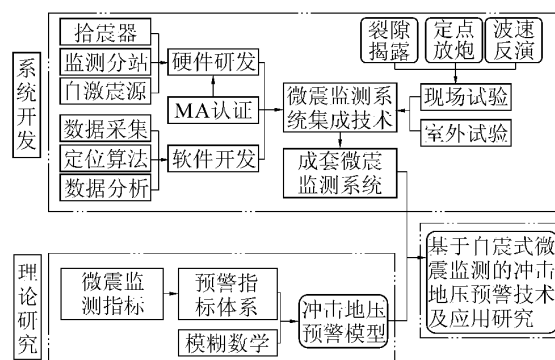 系统开发
拾震器
监测分站
自激震源
硬件研发
MA认证
数据采集
定位算法
数据分析
软件开发
微震监测系
统集成技术
成套微震
监测系统
裂隙
揭露
定点
放炮
波速
反演
现场试验
室外试验
理论研究
微震监
测指标
预警指
标体系
模糊数学
冲击地压
预警模型
基于自震式微
震监测的冲击
地压预警技术
及应用研究